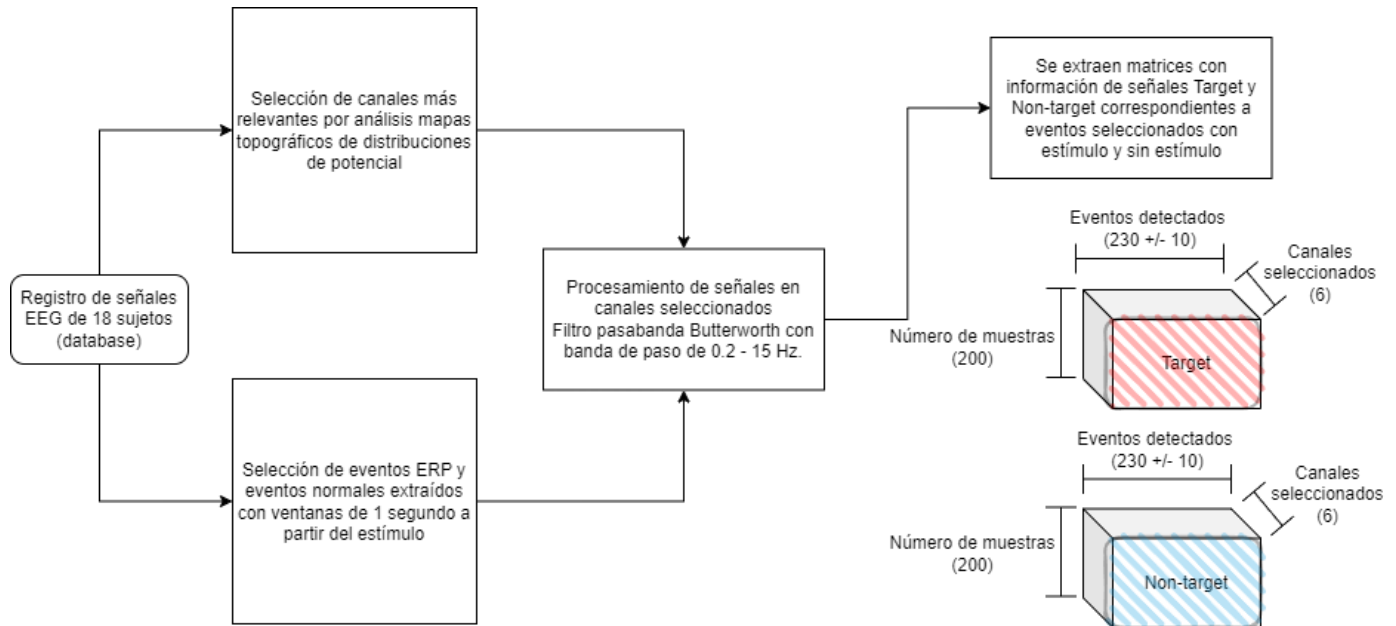 Selección de canales más
relevantes por análisis mapas
topográficos de distribuciones
de potencial
Se extraen matrices con
información de señales Target y
Non-target correspondientes a
eventos seleccionados con
estímulo y sin estímulo
Registro de señales
EEG de 18 sujetos
(database)
Procesamiento de señales en
canales seleccionados
Filtro pasabanda Butterworth con
banda de paso de 0.2 - 15 Hz.
Selección de eventos ERP y
eventos normales extraídos
con ventanas de 1 segundo a
partir del estímulo
Eventos detectados
(230 +/- 10)
Canales
seleccionados
(6)
Número de muestras
(200)
Target
Eventos detectados
(230 +/- 10)
Canales
seleccionados
(6)
Número de muestras
(200)
Non-target